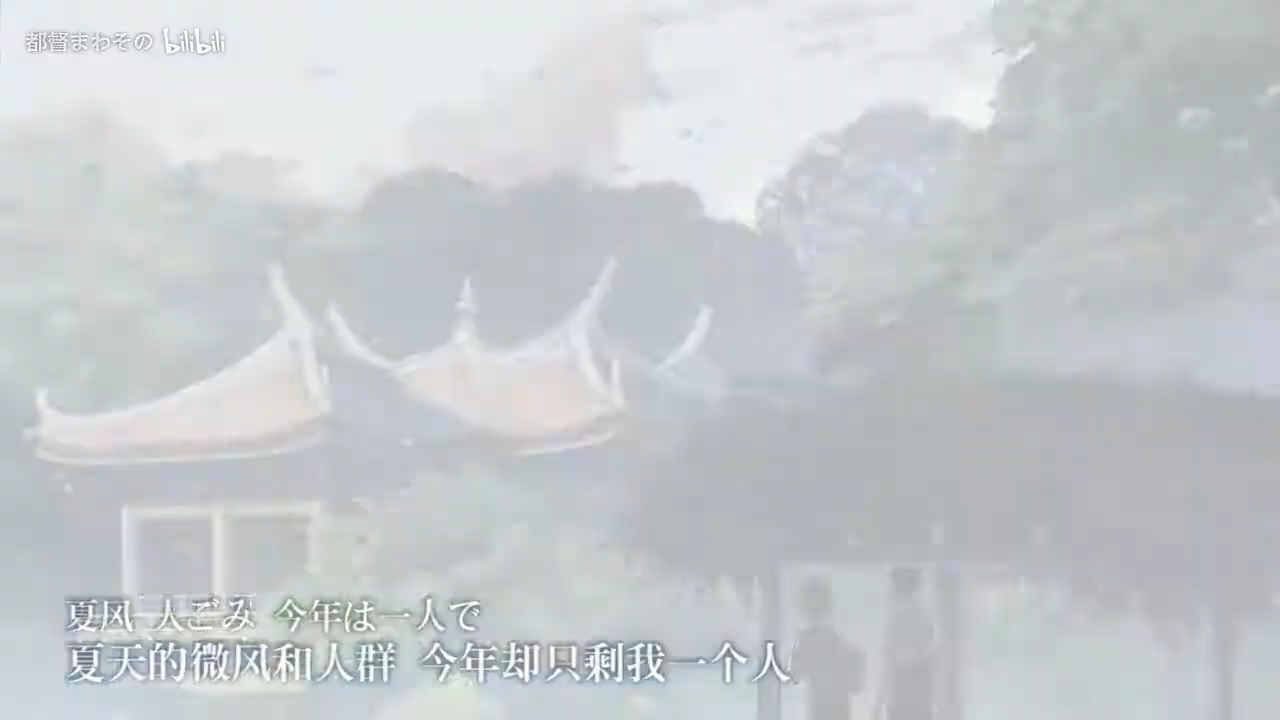 都督まわその bilibili
夏风 人ごみ 今年は一人で
夏天的微风和人群 今年却只剩我一个人